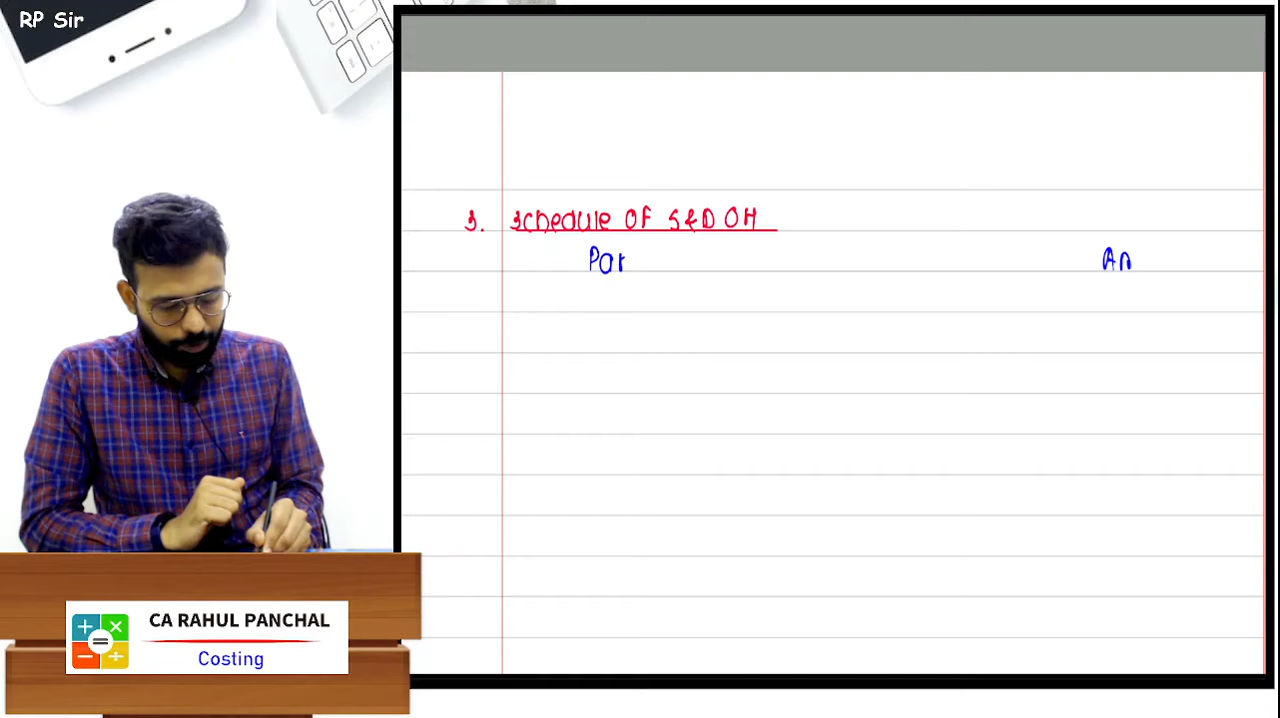 RP Sir
3. Schedule OF S&D OH
Par An
CA RAHUL PANCHAL
Costing